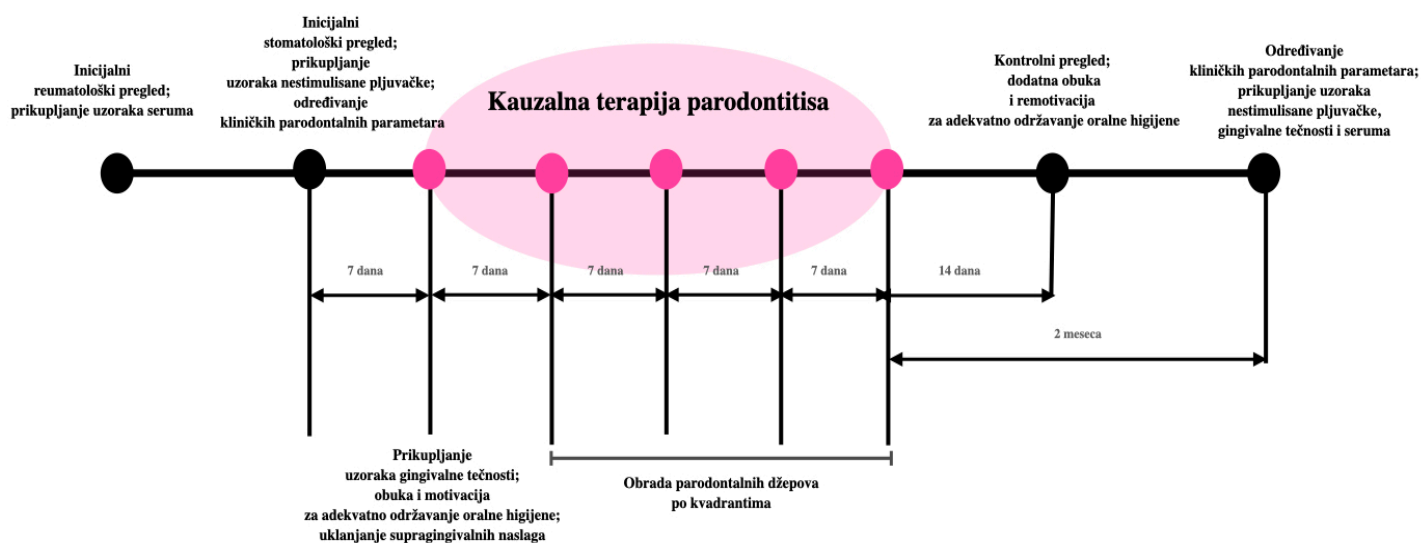 Inicijalni
reumatološki pregled;
prikupljanje uzoraka seruma
Inicijalni
stomatološki pregled;
prikupljanje
uzoraka nestimulisane pljuvačke;
određivanje
kliničkih parodontalnih parametara
Kauzalna terapija parodontitisa
Kontrolni pregled;
dodatna obuka
i remotivacija
za adekvatno održavanje oralne higijene
Određivanje
kliničkih parodontalnih parametara;
prikupljanje uzoraka
nestimulisane pljuvačke,
gingivalne tečnosti i seruma
7 dana
7 dana
7 dana
7 dana
7 dana
14 dana
2 meseca
Prikupljanje
uzoraka gingivalne tečnosti;
obuka i motivacija
za adekvatno održavanje oralne higijene;
uklanjanje supragingivalnih naslaga
Obrada parodontalnih džepova
po kvadrantima